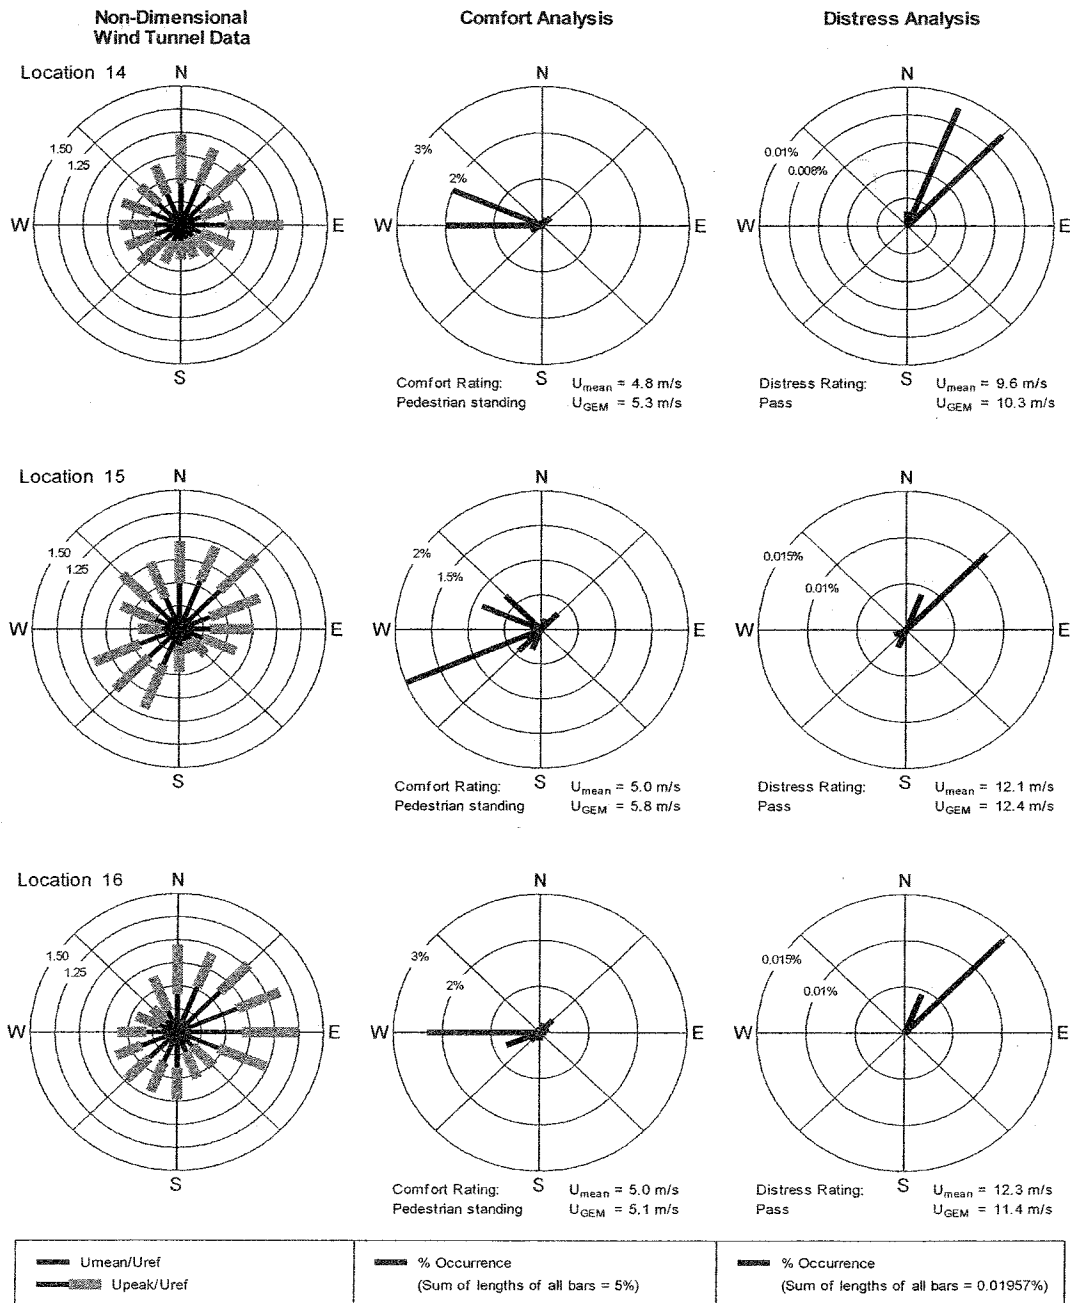 Non-Dimensional
Wind Tunnel Data
Comfort Analysis
Distress Analysis
Location 14
N
N
N
1.50
1.25
3%
2%
0.01%
0.008%
W
E
W
E
W
E
S
S
S
Comfort Rating: Umean = 4.8 m/s
Pedestrian standing UGEM = 5.3 m/s
Distress Rating: Umean = 9.6 m/s
Pass UGEM = 10.3 m/s
Location 15
N
N
N
1.50
1.25
2%
1.5%
0.015%
0.01%
W
E
W
E
W
E
S
S
S
Comfort Rating: Umean = 5.0 m/s
Pedestrian standing UGEM = 5.8 m/s
Distress Rating: Umean = 12.1 m/s
Pass UGEM = 12.4 m/s
Location 16
N
N
N
1.50
1.25
3%
2%
0.015%
0.01%
W
E
W
E
W
E
S
S
S
Comfort Rating: Umean = 5.0 m/s
Pedestrian standing UGEM = 5.1 m/s
Distress Rating: Umean = 12.3 m/s
Pass UGEM = 11.4 m/s
Umean/Uref
Upeak/Uref
% Occurrence
(Sum of lengths of all bars = 5%)
% Occurrence
(Sum of lengths of all bars = 0.01957%)